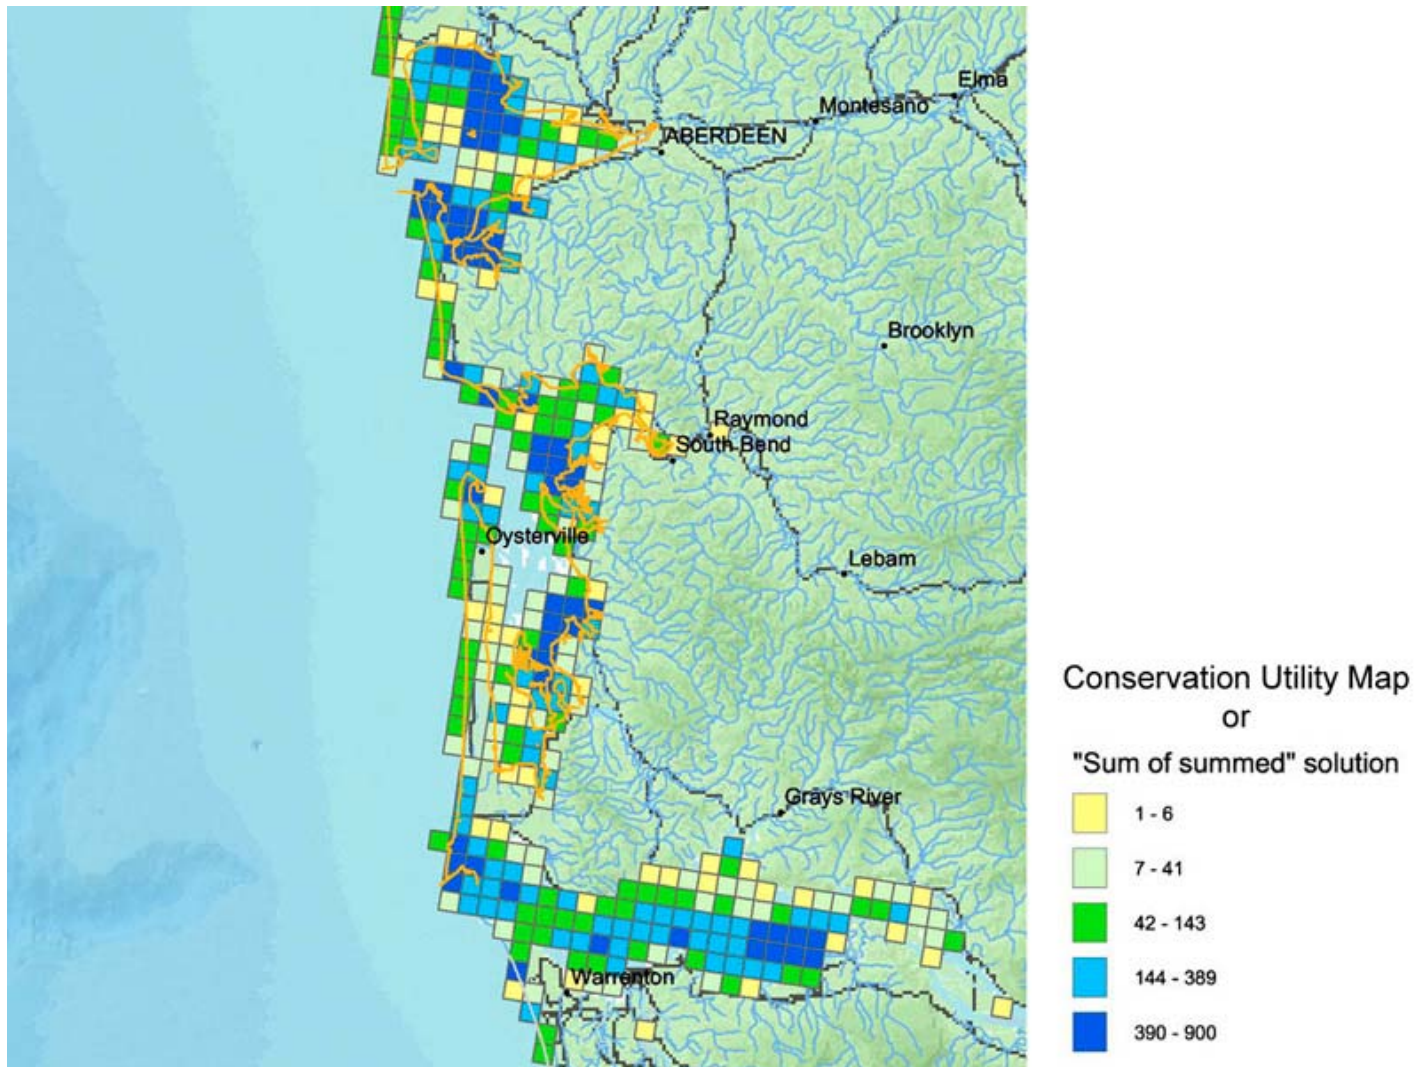 Elma
Montesano
ABERDEEN
Brooklyn
Raymond
South Bend
Oysterville
Lebam
Grays River
Warrenton
Conservation Utility Map
or
"Sum of summed" solution
1 - 6
7 - 41
42 - 143
144 - 389
390 - 900